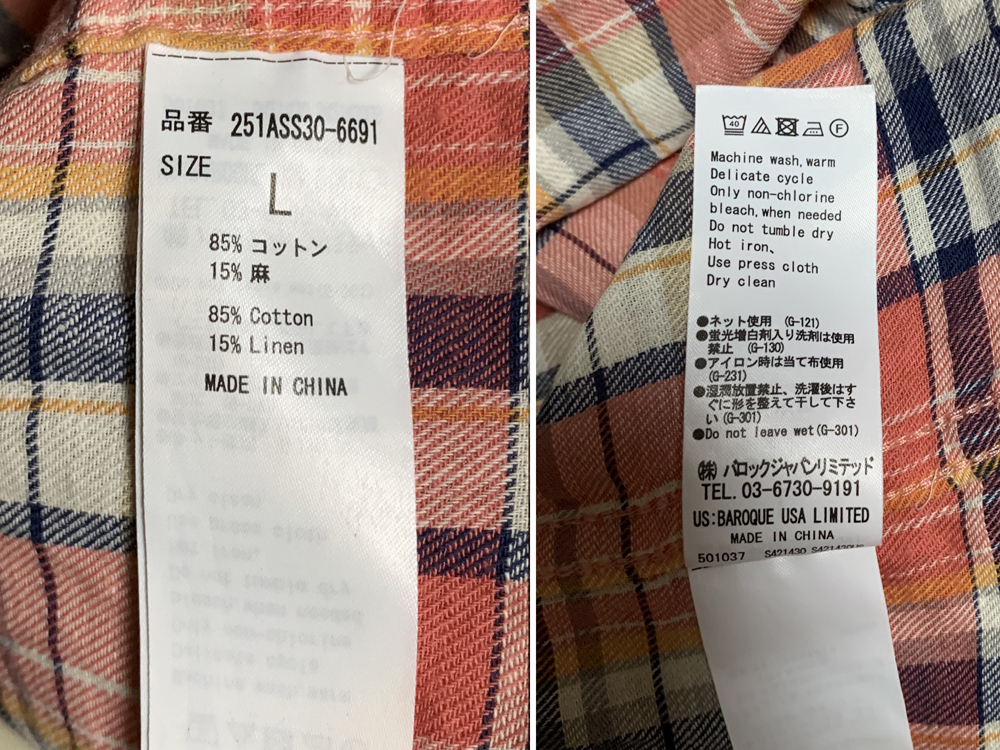 品番 251ASS30-6691
SIZE
L
85% コットン
15% 麻
85% Cotton
15% Linen
MADE IN CHINA
40
F
Machine wash,warm
Delicate cycle
Only non-chlorine
bleach,when needed
Do not tumble dry
Hot iron、
Use press cloth
Dry clean
●ネット使用 (G-121)
●蛍光増白剤入り洗剤は使用
禁止 (G-130)
●アイロン時は当て布使用
(G-231)
●湿潤放置禁止、洗濯後はす
ぐに形を整えて干して下さ
い(G-301)
●Do not leave wet(G-301)
㈱ バロックジャパンリミテッド
TEL. 03-6730-9191
US:BAROQUE USA LIMITED
MADE IN CHINA
501037 S421430